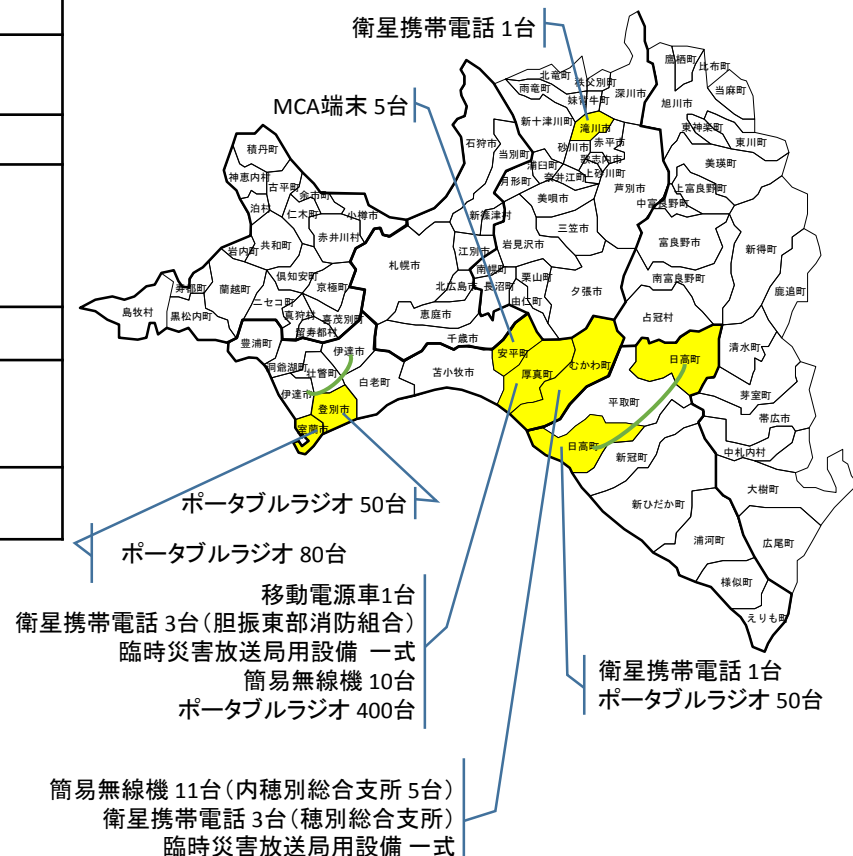 衛星携帯電話 1台
MCA端末 5台
鷹栖町
比布町
北竜町
秩父別町
雨竜町
妹背牛町
深川市
旭川市
当麻町
新十津川町
滝川市
東神楽町
東川町
石狩市
当別町
砂川市
赤平市
歌志内市
浦臼町
奈井江町
上砂川町
美瑛町
積丹町
神恵内村
古平町
余市町
泊村
仁木町
小樽市
月形町
美唄市
芦別市
上富良野町
中富良野町
共和町
赤井川村
新篠津村
三笠市
岩内町
札幌市
江別市
岩見沢市
富良野市
新得町
倶知安町
南幌町
栗山町
寿都町
蘭越町
京極町
北広島市
長沼町
夕張市
南富良野町
鹿追町
島牧村
黒松内町
ニセコ町
真狩村
喜茂別町
留寿都村
恵庭市
由仁町
占冠村
豊浦町
千歳市
洞爺湖町
伊達市
壮瞥町
白老町
苫小牧市
安平町
厚真町
むかわ町
日高町
清水町
伊達市
登別市
室蘭市
平取町
芽室町
帯広市
日高町
新冠町
中札内村
新ひだか町
大樹町
浦河町
広尾町
様似町
えりも町
ポータブルラジオ 50台
ポータブルラジオ 80台
移動電源車1台
衛星携帯電話 3台(胆振東部消防組合)
臨時災害放送局用設備 一式
簡易無線機 10台
ポータブルラジオ 400台
衛星携帯電話 1台
ポータブルラジオ 50台
簡易無線機 11台(内穂別総合支所 5台)
衛星携帯電話 3台(穂別総合支所)
臨時災害放送局用設備 一式